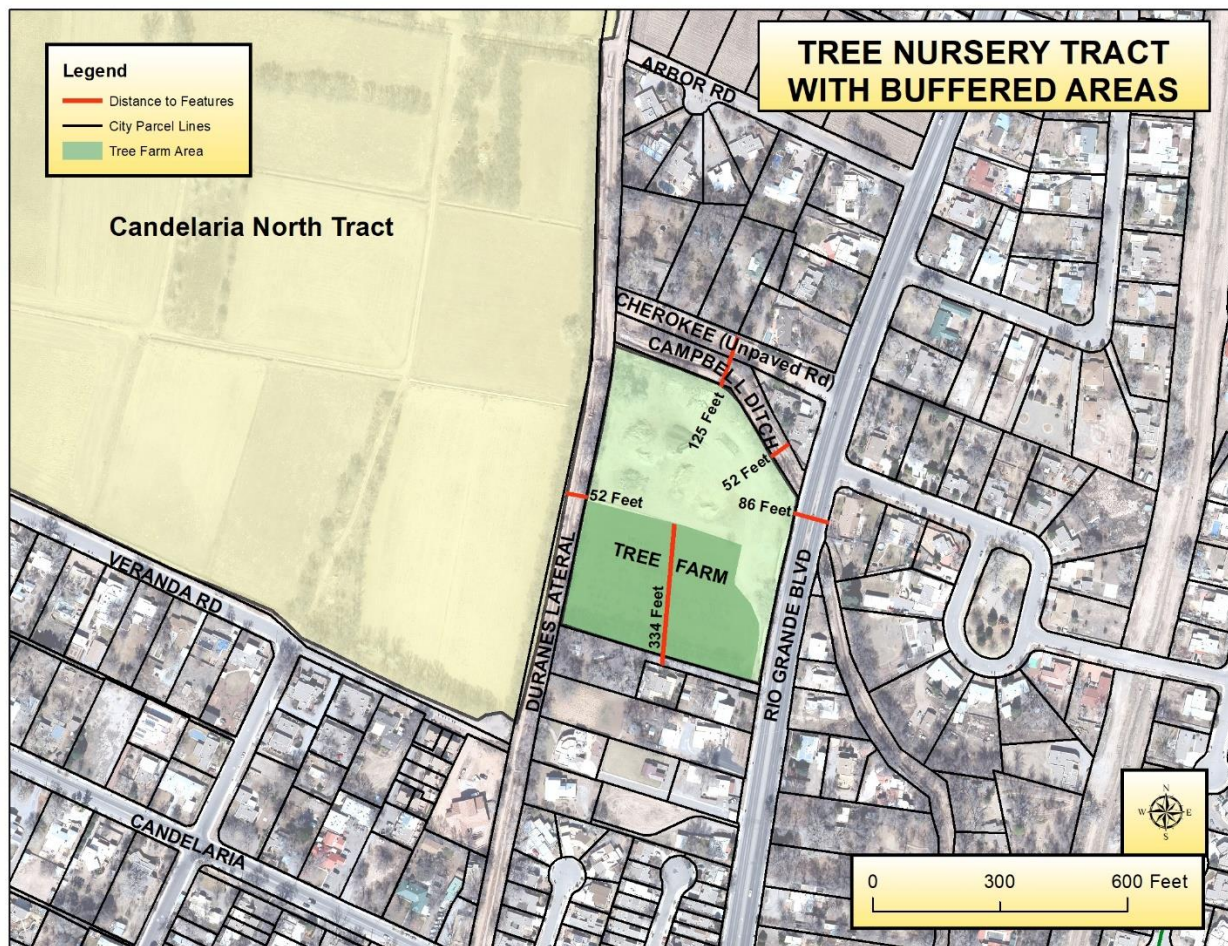 TREE NURSERY TRACT
WITH BUFFERED AREAS
Legend
Distance to Features
City Parcel Lines
Tree Farm Area
Candelaria North Tract
ARBOR RD
CHEROKEE (Unpaved Rd)
CAMPBELL DITCH
125 Feet
52 Feet
52 Feet
86 Feet
TREE FARM
334 Feet
VERANDA RD
DURANES LATERAL
RIO GRANDE BLVD
CANDELARIA
N
W E
S
0 300 600 Feet